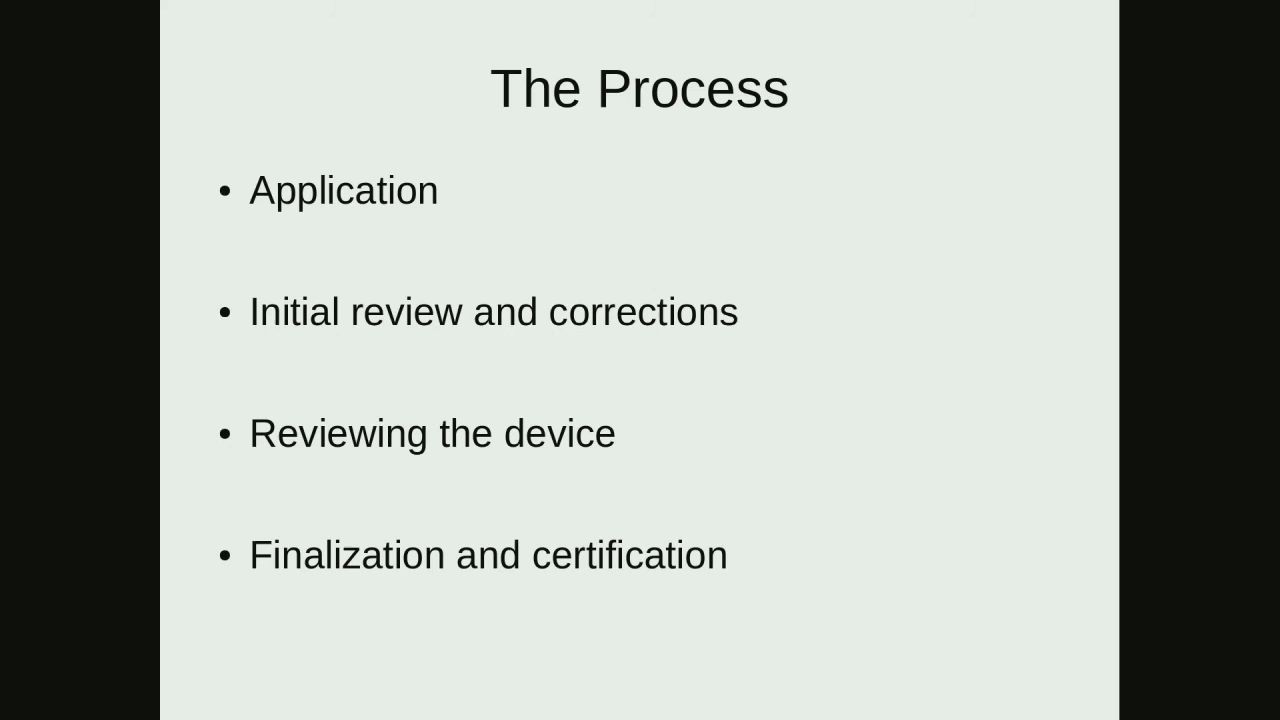 The Process
• Application
• Initial review and corrections
• Reviewing the device
• Finalization and certification